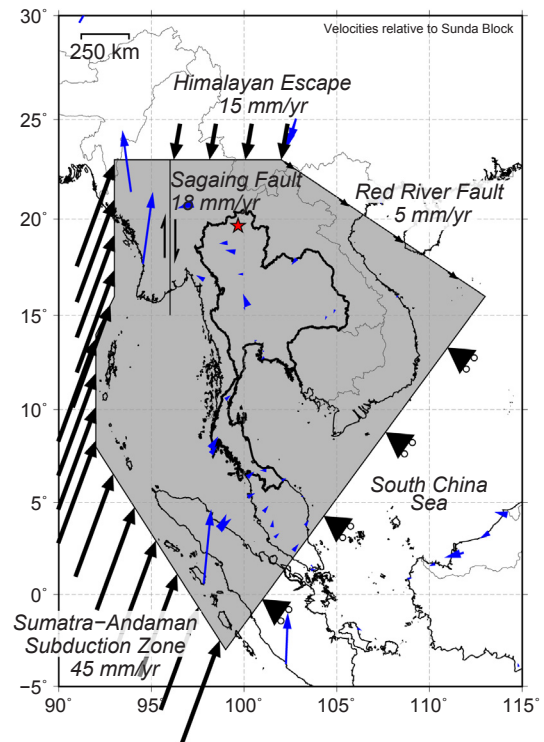 30°
Velocities relative to Sunda Block
250 km
Himalayan Escape
15 mm/yr
25°
Sagaing Fault
18 mm/yr
Red River Fault
5 mm/yr
20°
15°
10°
5°
South China
Sea
0°
Sumatra−Andaman
Subduction Zone
45 mm/yr
−5°
90° 95° 100° 105° 110° 115°